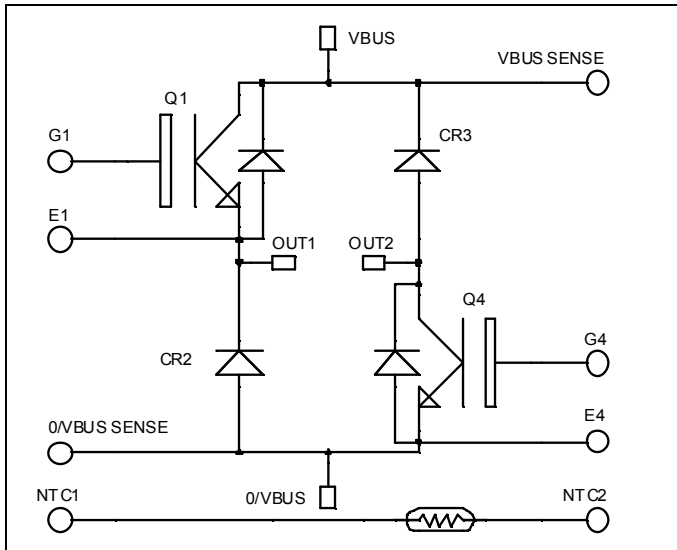 VBUS
VBUS SENSE
Q1
G1
CR3
E1
OUT1
OUT2
Q4
CR2
G4
E4
0/VBUS SENSE
NTC1
0/VBUS
NTC2